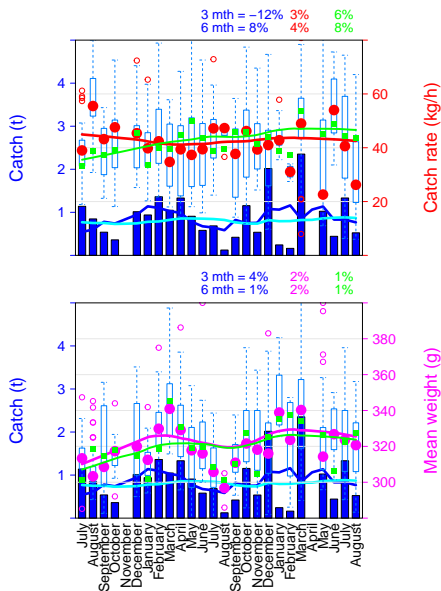 3 mth = −12% 3% 6%
6 mth = 8% 4% 8%
5
4
3
2
1
60
40
20
Catch (t)
Catch rate (kg/h)
3 mth = 4% 2% 1%
6 mth = 1% 2% 1%
5
4
3
2
1
380
360
340
320
300
Catch (t)
Mean weight (g)
July
August
September
October
November
December
January
February
March
April
May
June
July
August
September
October
November
December
January
February
March
April
May
June
July
August